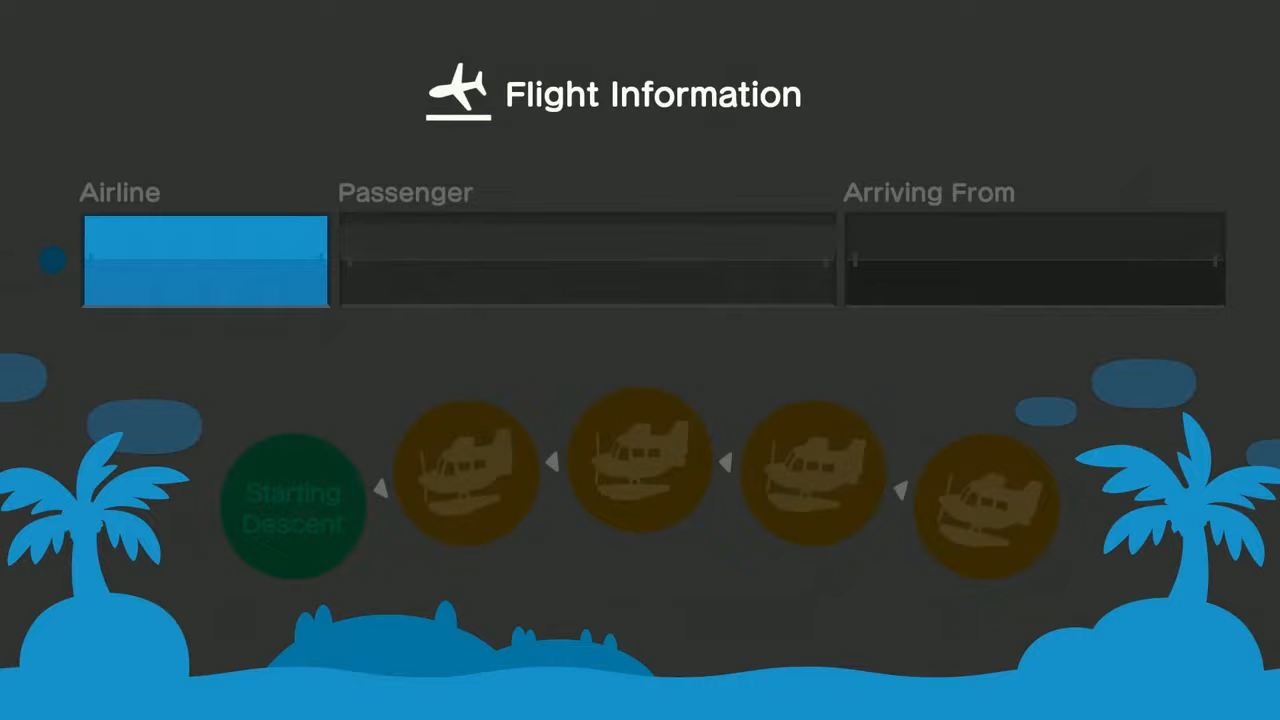 Flight Information
Airline
Passenger
Arriving From
Starting
Descent